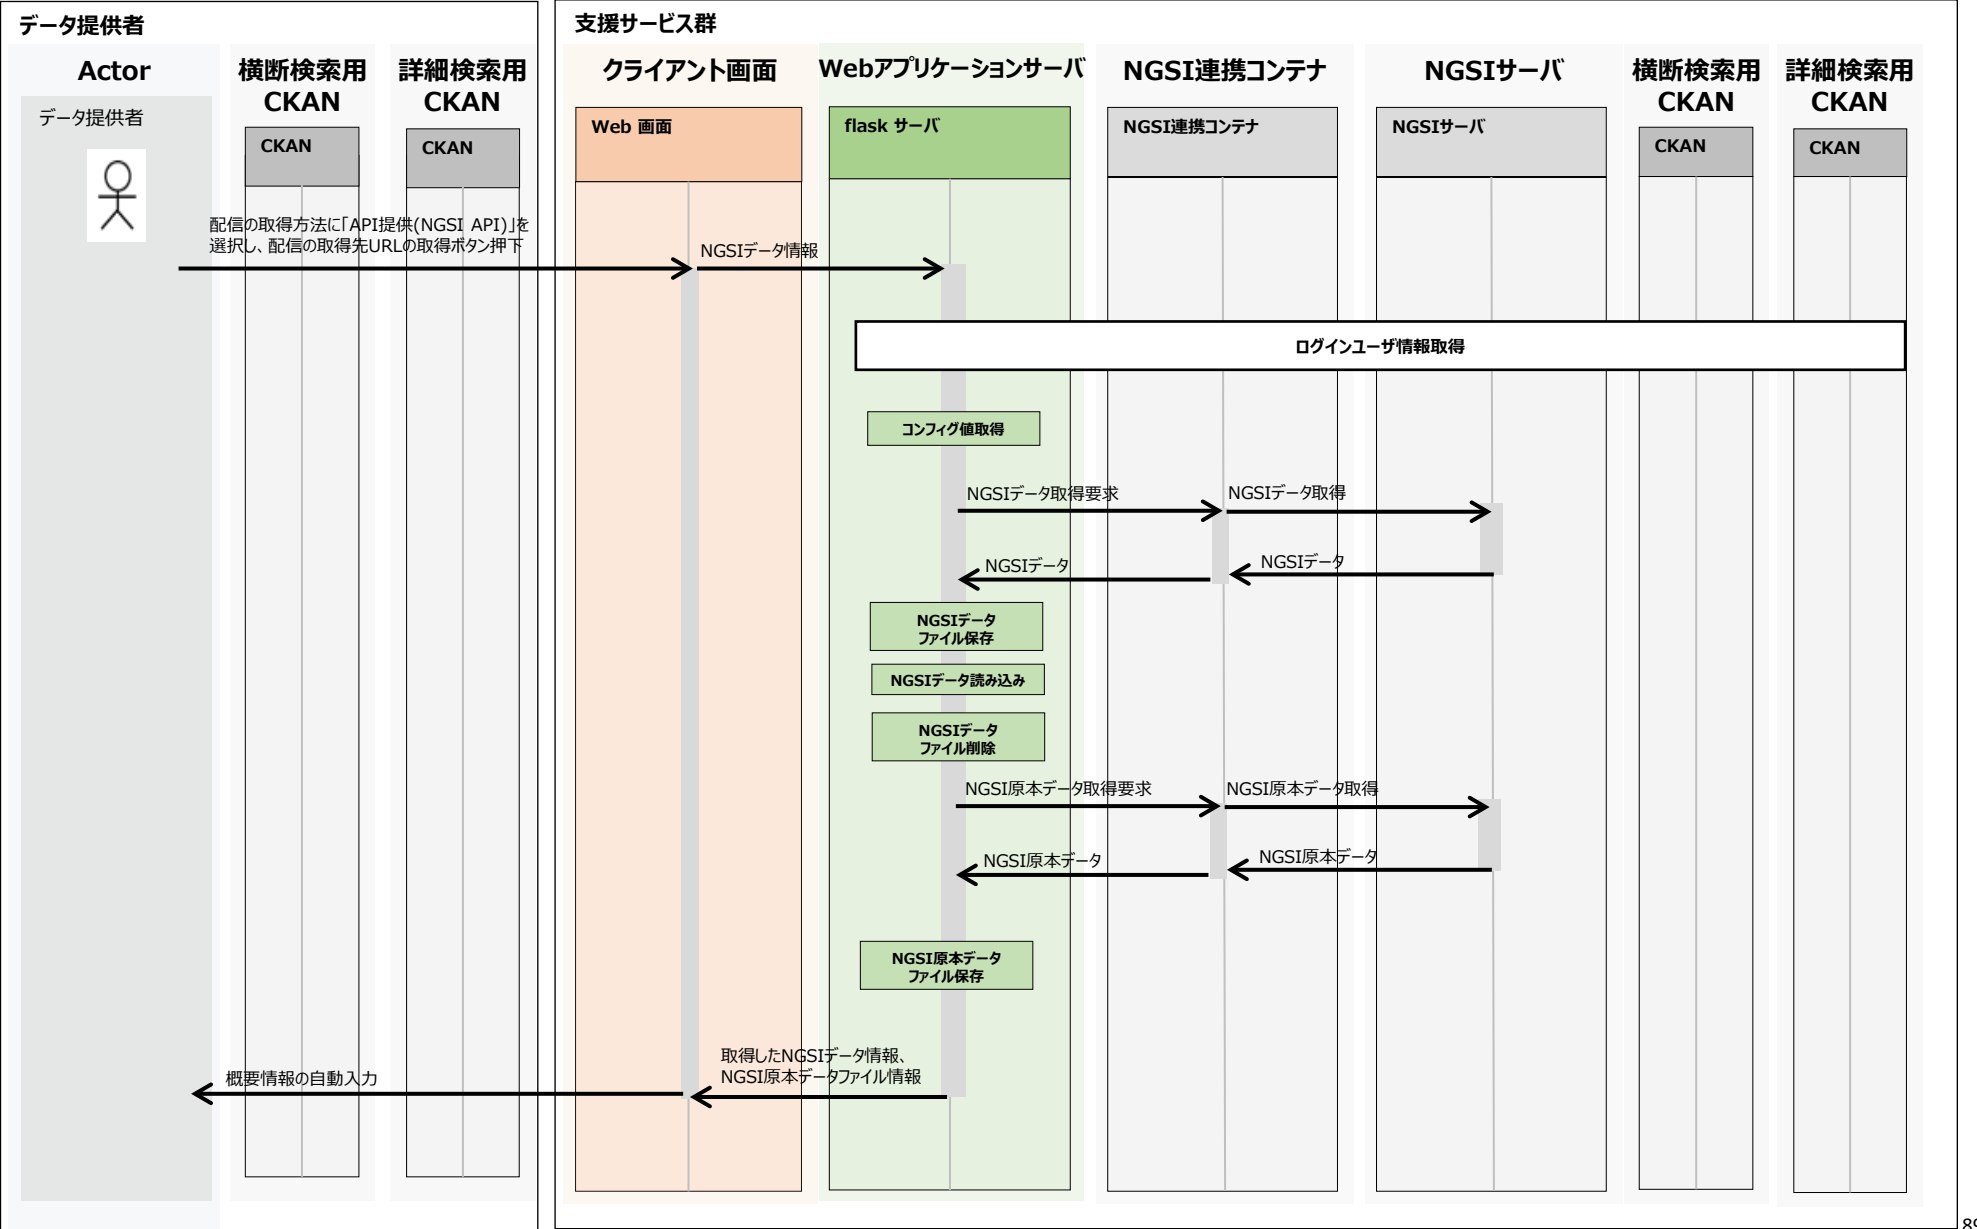 データ提供者
支援サービス群
Actor
横断検索用
CKAN
詳細検索用
CKAN
クライアント画面
Webアプリケーションサーバ
NGSI連携コンテナ
NGSIサーバ
横断検索用
CKAN
詳細検索用
CKAN
データ提供者
CKAN
CKAN
Web 画面
flask サーバ
NGSI連携コンテナ
NGSIサーバ
CKAN
CKAN
配信の取得方法に「API提供(NGSI API)」を
選択し、配信の取得先URLの取得ボタン押下
NGSIデータ情報
ログインユーザ情報取得
コンフィグ値取得
NGSIデータ取得要求
NGSIデータ取得
NGSIデータ
NGSIデータ
NGSIデータ
ファイル保存
NGSIデータ読み込み
NGSIデータ
ファイル削除
NGSI原本データ取得要求
NGSI原本データ取得
NGSI原本データ
NGSI原本データ
NGSI原本データ
ファイル保存
取得したNGSIデータ情報、
NGSI原本データファイル情報
概要情報の自動入力